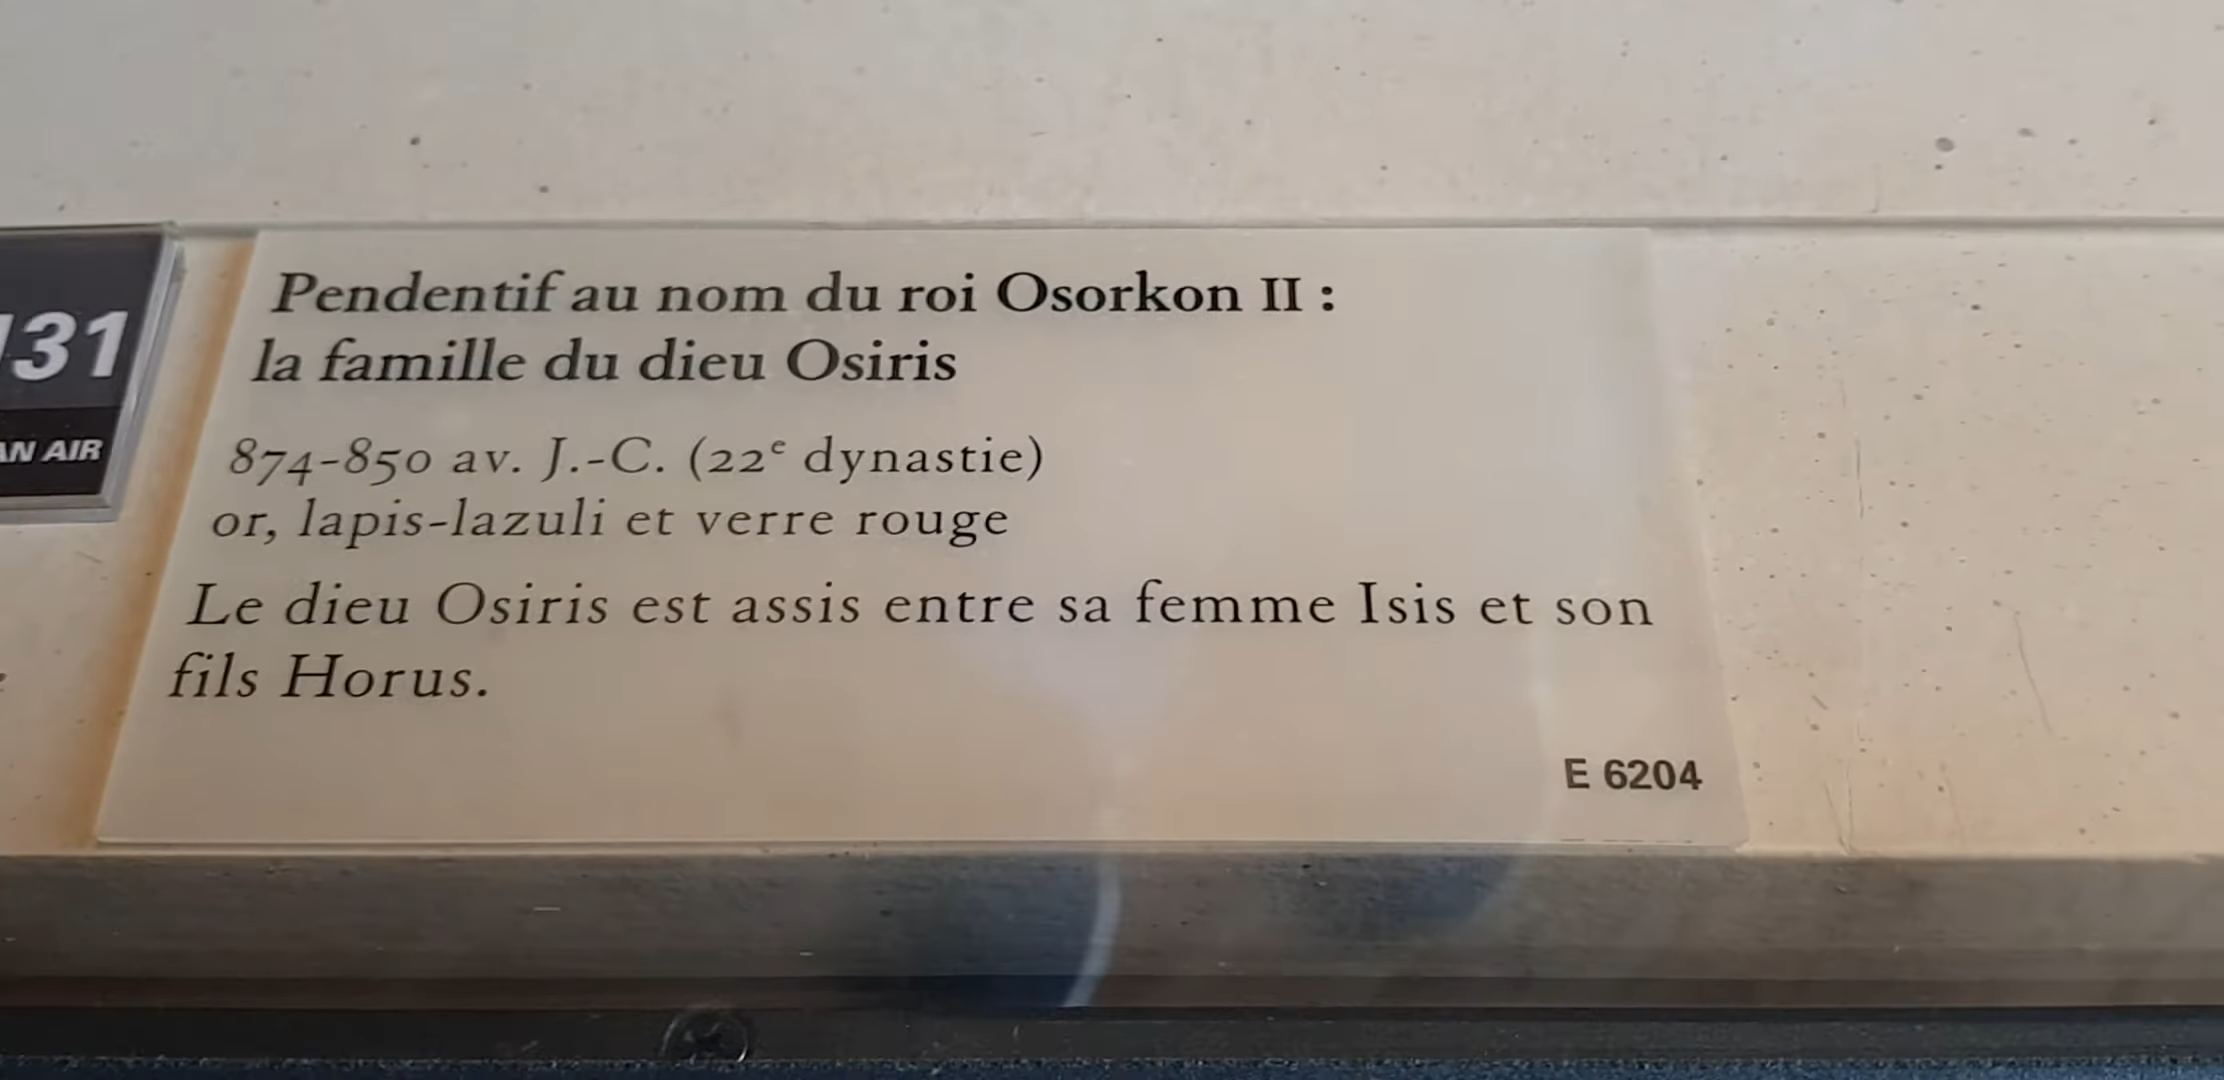 Pendentif au nom du roi Osorkon II :
la famille du dieu Osiris
874-850 av. J.-C. (22e dynastie)
or, lapis-lazuli et verre rouge
Le dieu Osiris est assis entre sa femme Isis et son
fils Horus.
E 6204
31
AIR